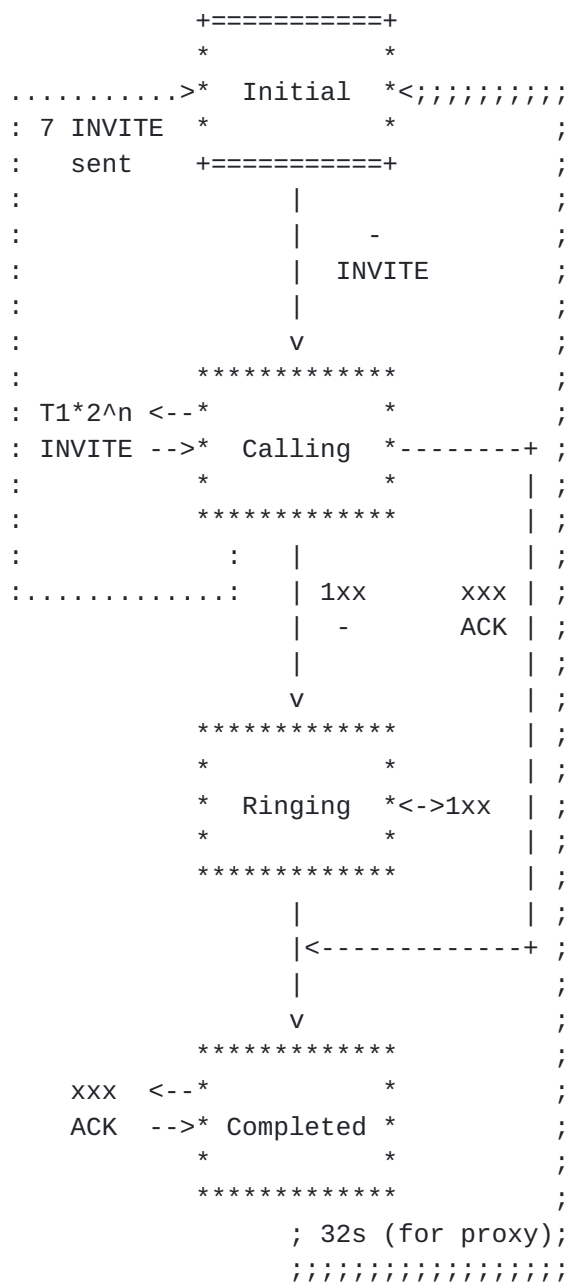 +===========+
* *
...........>* Initial *<;;;;;;;;;;
: 7 INVITE * * ;
: sent +===========+ ;
: | ;
: | - ;
: | INVITE ;
: | ;
: v ;
: ************* ;
: T1*2^n <--* * ;
: INVITE -->* Calling *--------+ ;
: * * | ;
: ************* | ;
: : | | ;
:.............: | 1xx xxx | ;
| - ACK | ;
| | ;
v | ;
************* | ;
* * | ;
* Ringing *<->1xx | ;
* * | ;
************* | ;
| | ;
|<-------------+ ;
| ;
v ;
************* ;
xxx <--* * ;
ACK -->* Completed * ;
* * ;
************* ;
; 32s (for proxy);
;;;;;;;;;;;;;;;;;;